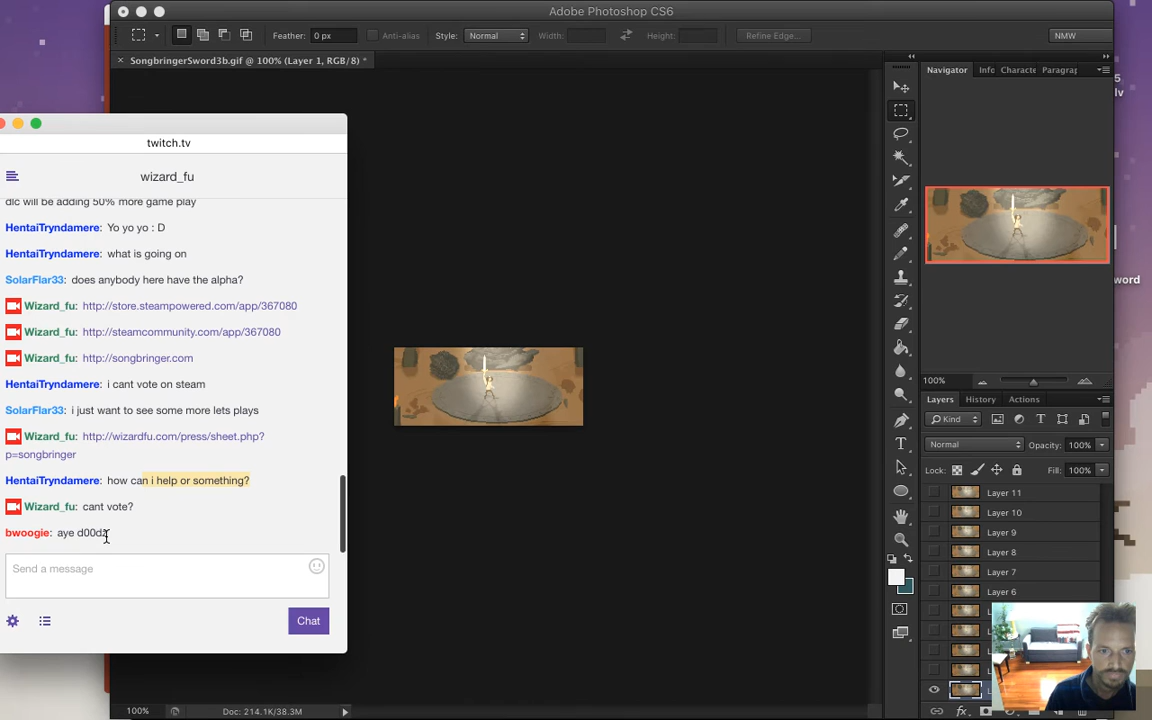 Adobe Photoshop CS6
Feather: 0 px Anti-alias Style: Normal Width: Height: Refine Edge... NMW
SongbringerSword3b.gif @ 100% (Layer 1, RGB/8) *
Navigator Info Characte Paragrap
twitch.tv
wizard_fu
dlc will be adding 50% more game play
HentaiTryndamere: Yo yo yo : D
HentaiTryndamere: what is going on
SolarFlar33: does anybody here have the alpha?
Wizard_fu: http://store.steampowered.com/app/367080
Wizard_fu: http://steamcommunity.com/app/367080
Wizard_fu: http://songbringer.com
HentaiTryndamere: i cant vote on steam
SolarFlar33: i just want to see some more lets plays
Wizard_fu: http://wizardfu.com/press/sheet.php?
p=songbringer
HentaiTryndamere: how can i help or something?
Wizard_fu: cant vote?
bwoogie: aye d00dz
Send a message
Chat
100%
Layers History Actions
Kind
Normal Opacity: 100%
Lock: Fill: 100%
Layer 11
Layer 10
Layer 9
Layer 8
Layer 7
Layer 6
100% Doc: 214.1K/38.3M
5
lv
word